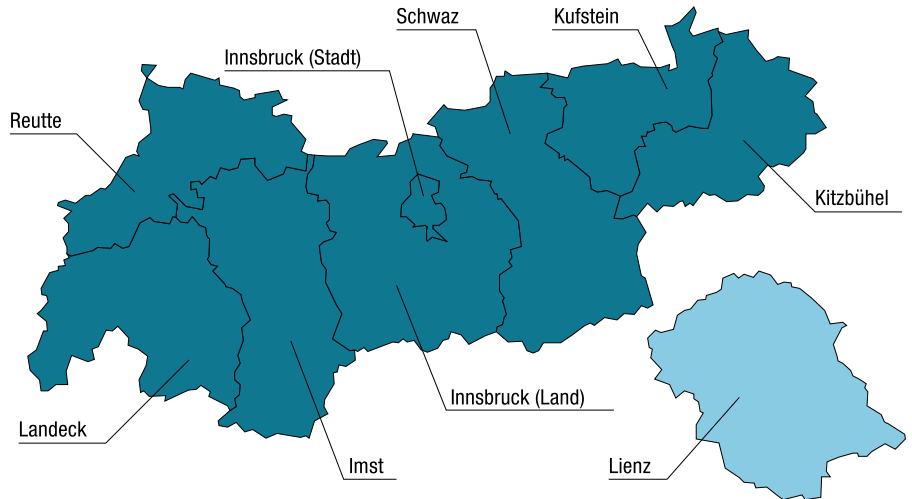 Schwaz
Kufstein
Innsbruck (Stadt)
Reutte
Kitzbühel
Innsbruck (Land)
Landeck
Imst
Lienz